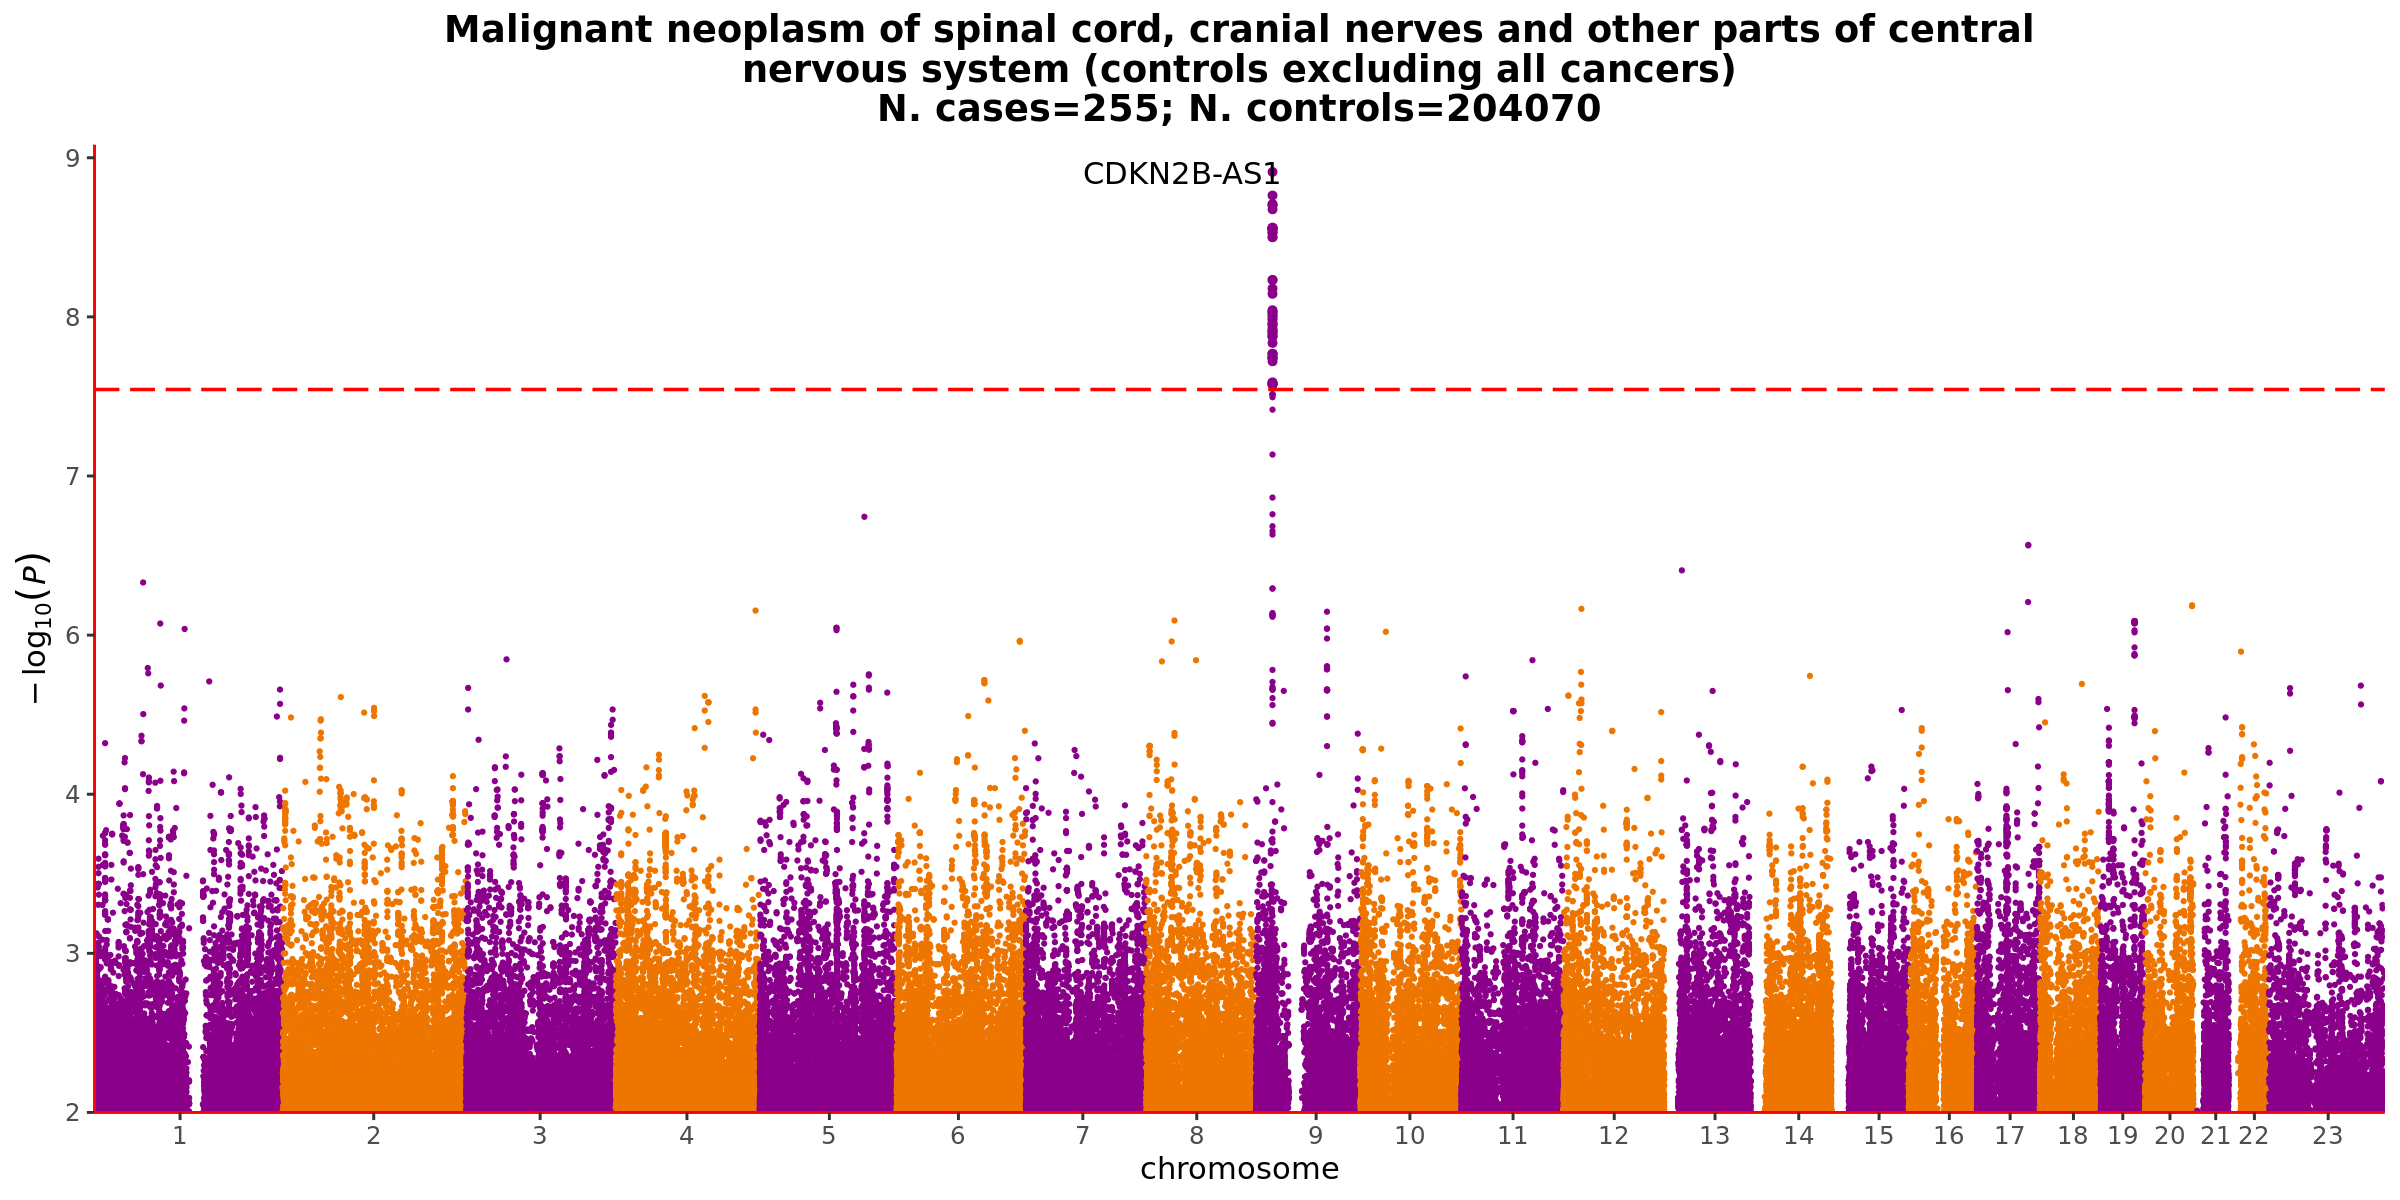 Malignant neoplasm of spinal cord, cranial nerves and other parts of central
nervous system (controls excluding all cancers)
N. cases=255; N. controls=204070
9
CDKN2B-AS1
8
7
6
4
3
2
−log10(P)
1 2 3 4 5 6 7 8 9 10 11 12 13 14 15 16 17 18 19 20 21 22 23
chromosome